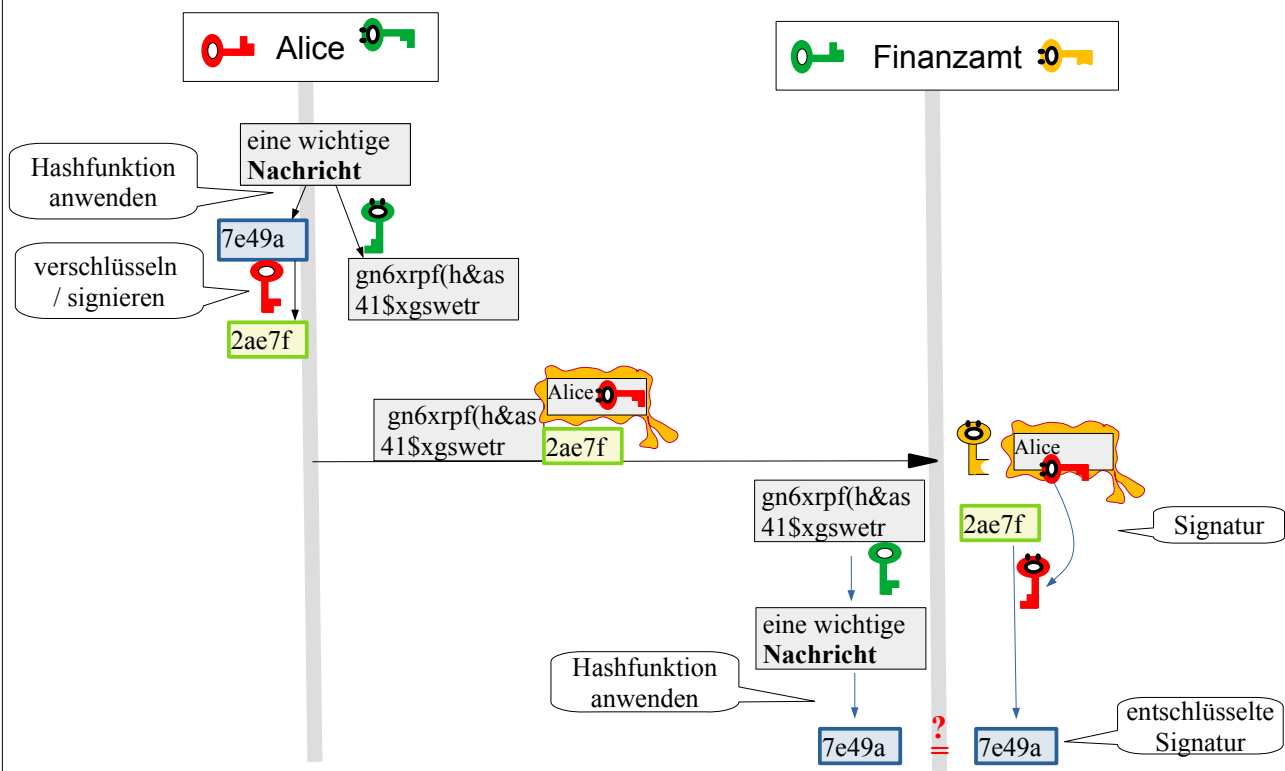 Alice
Finanzamt
eine wichtige
Nachricht
Hashfunktion
anwenden
7e49a
verschlüsseln
/ signieren
gn6xrpf(h&as
41$xgswetr
2ae7f
Alice
gn6xrpf(h&as
41$xgswetr
2ae7f
Alice
gn6xrpf(h&as
41$xgswetr
2ae7f
Signatur
eine wichtige
Nachricht
Hashfunktion
anwenden
entschlüsselte
Signatur
7e49a
?
=
7e49a